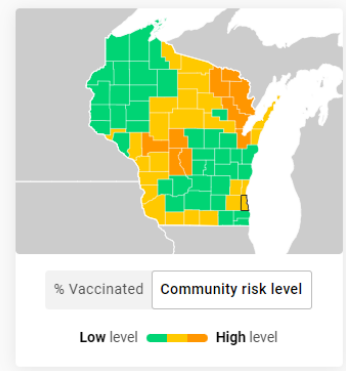 % Vaccinated
Community risk level
Low level
High level